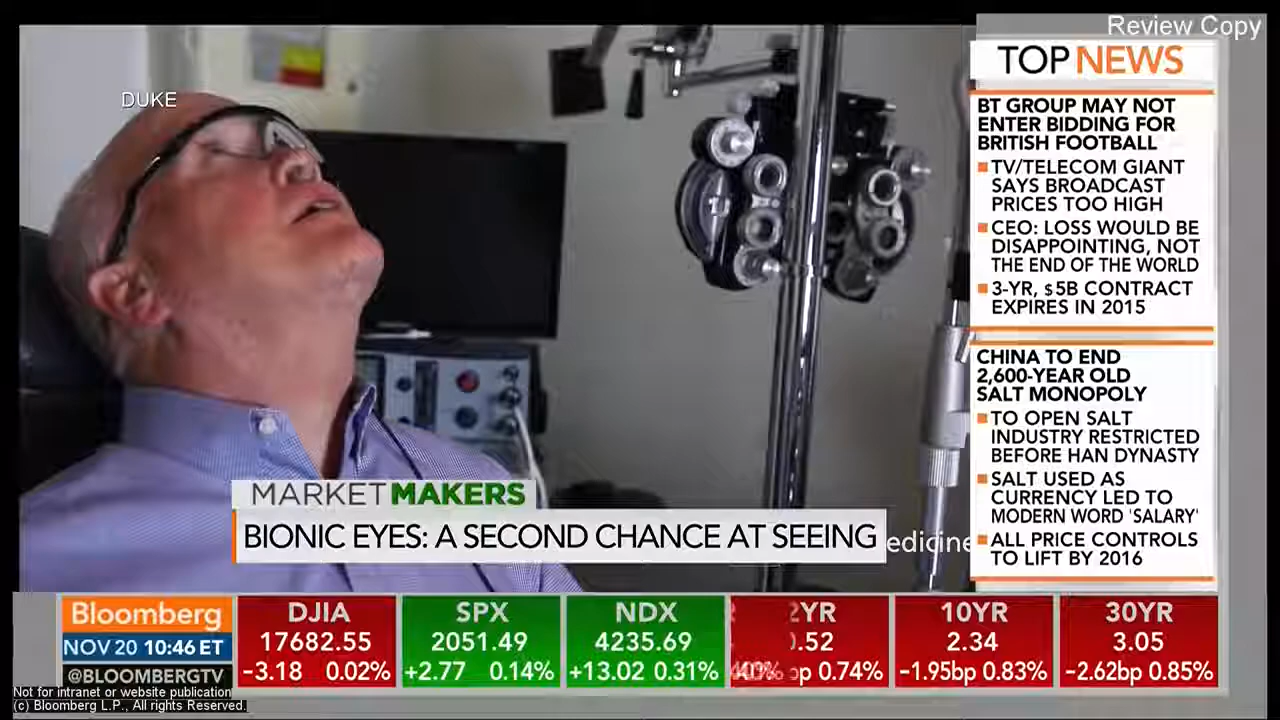 Review Copy
DUKE
TOP NEWS
BT GROUP MAY NOT
ENTER BIDDING FOR
BRITISH FOOTBALL
TV/TELECOM GIANT
SAYS BROADCAST
PRICES TOO HIGH
CEO: LOSS WOULD BE
DISAPPOINTING, NOT
THE END OF THE WORLD
3-YR, $5B CONTRACT
EXPIRES IN 2015
CHINA TO END
2,600-YEAR OLD
SALT MONOPOLY
TO OPEN SALT
INDUSTRY RESTRICTED
BEFORE HAN DYNASTY
SALT USED AS
CURRENCY LED TO
MODERN WORD 'SALARY'
ALL PRICE CONTROLS
TO LIFT BY 2016
MARKETMAKERS
BIONIC EYES: A SECOND CHANCE AT SEEING
edicine
Bloomberg
NOV 20 10:46 ET
@BLOOMBERGTV
DJIA
17682.55
-3.18 0.02%
SPX
2051.49
+2.77 0.14%
NDX
4235.69
+13.02 0.31%
2YR
.52
0.74%
10YR
2.34
-1.95bp 0.83%
30YR
3.05
-2.62bp 0.85%
Not for intranet or website publication
(c) Bloomberg L.P., All rights Reserved.